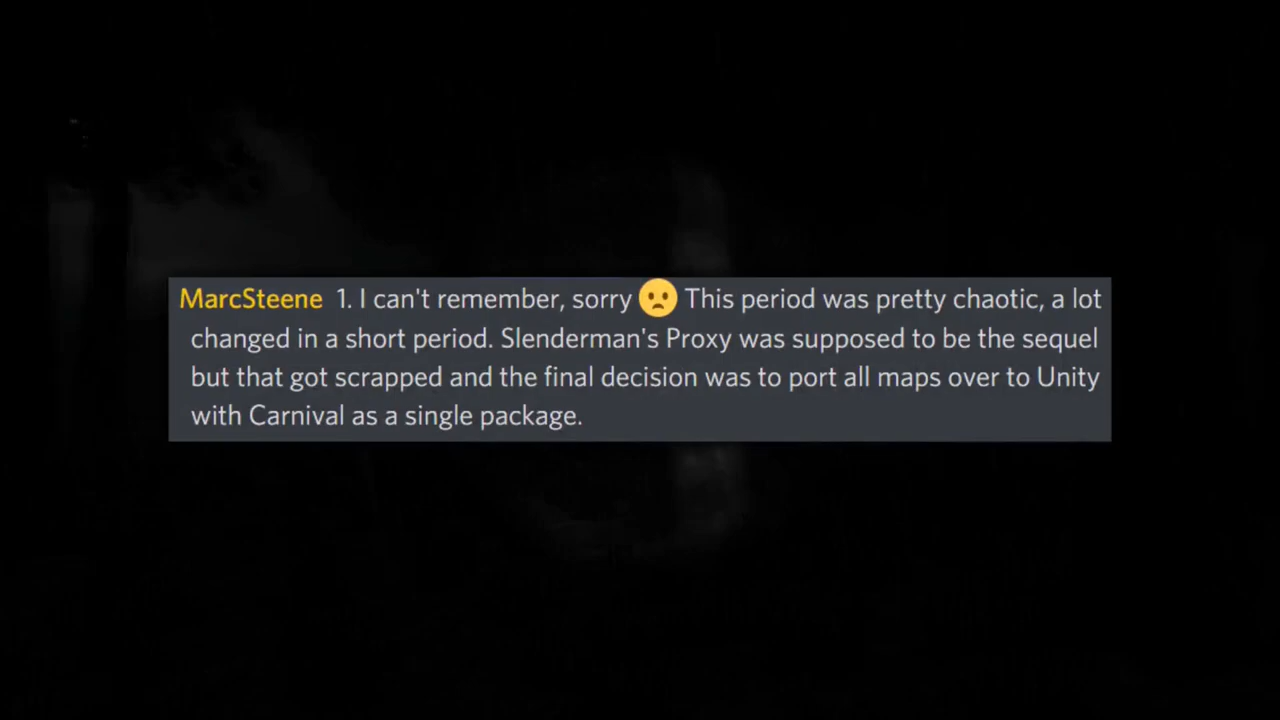 MarcSteene 1. I can't remember, sorry 🙁 This period was pretty chaotic, a lot
changed in a short period. Slenderman's Proxy was supposed to be the sequel
but that got scrapped and the final decision was to port all maps over to Unity
with Carnival as a single package.